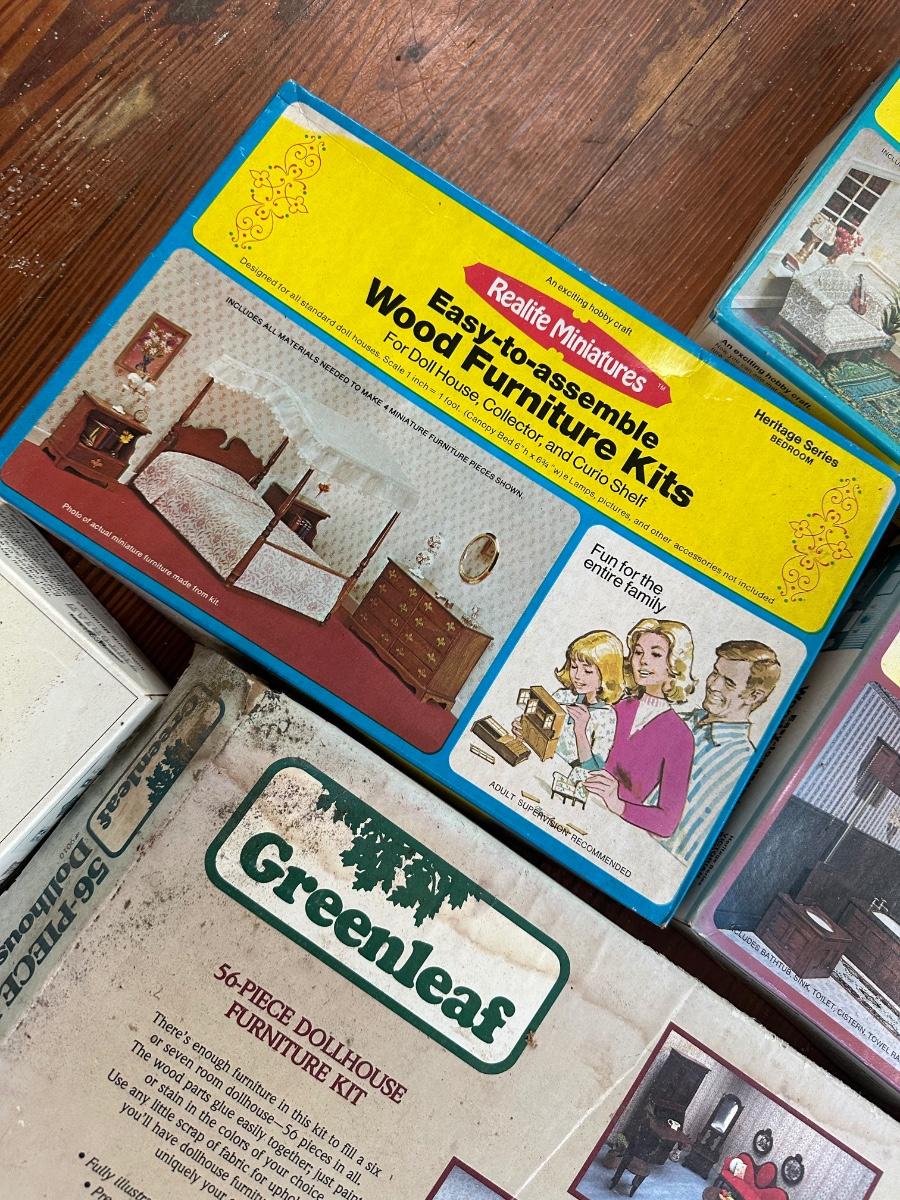 An exciting hobby craft
Realife Miniatures™
Easy-to-assemble
Wood Furniture Kits
For Doll House, Collector, and Curio Shelf
Designed for all standard doll houses. Scale 1 inch = 1 foot. (Canopy Bed 6"h x 6¾"w) Lamps, pictures, and other accessories not included
Heritage Series
BEDROOM
INCLUDES ALL MATERIALS NEEDED TO MAKE 4 MINIATURE FURNITURE PIECES SHOWN.
Photo of actual miniature furniture made from kit.
Fun for the
entire family
ADULT SUPERVISION RECOMMENDED
An exciting hobby craft.
INCLUDES BATHTUB, SINK, TOILET, CISTERN, TOWEL
Greenleaf
56-PIECE
Dollhous
Greenleaf
56-PIECE DOLLHOUSE
FURNITURE KIT
There's enough furniture in this kit to fill a six
or seven room dollhouse—56 pieces in all.
The wood parts glue easily together, just paint
or stain in the colors of your choice
Use any little scrap of fabric for uphol
you'll have dollhouse furnitu
uniquely your
• Fully illustr
• Pre